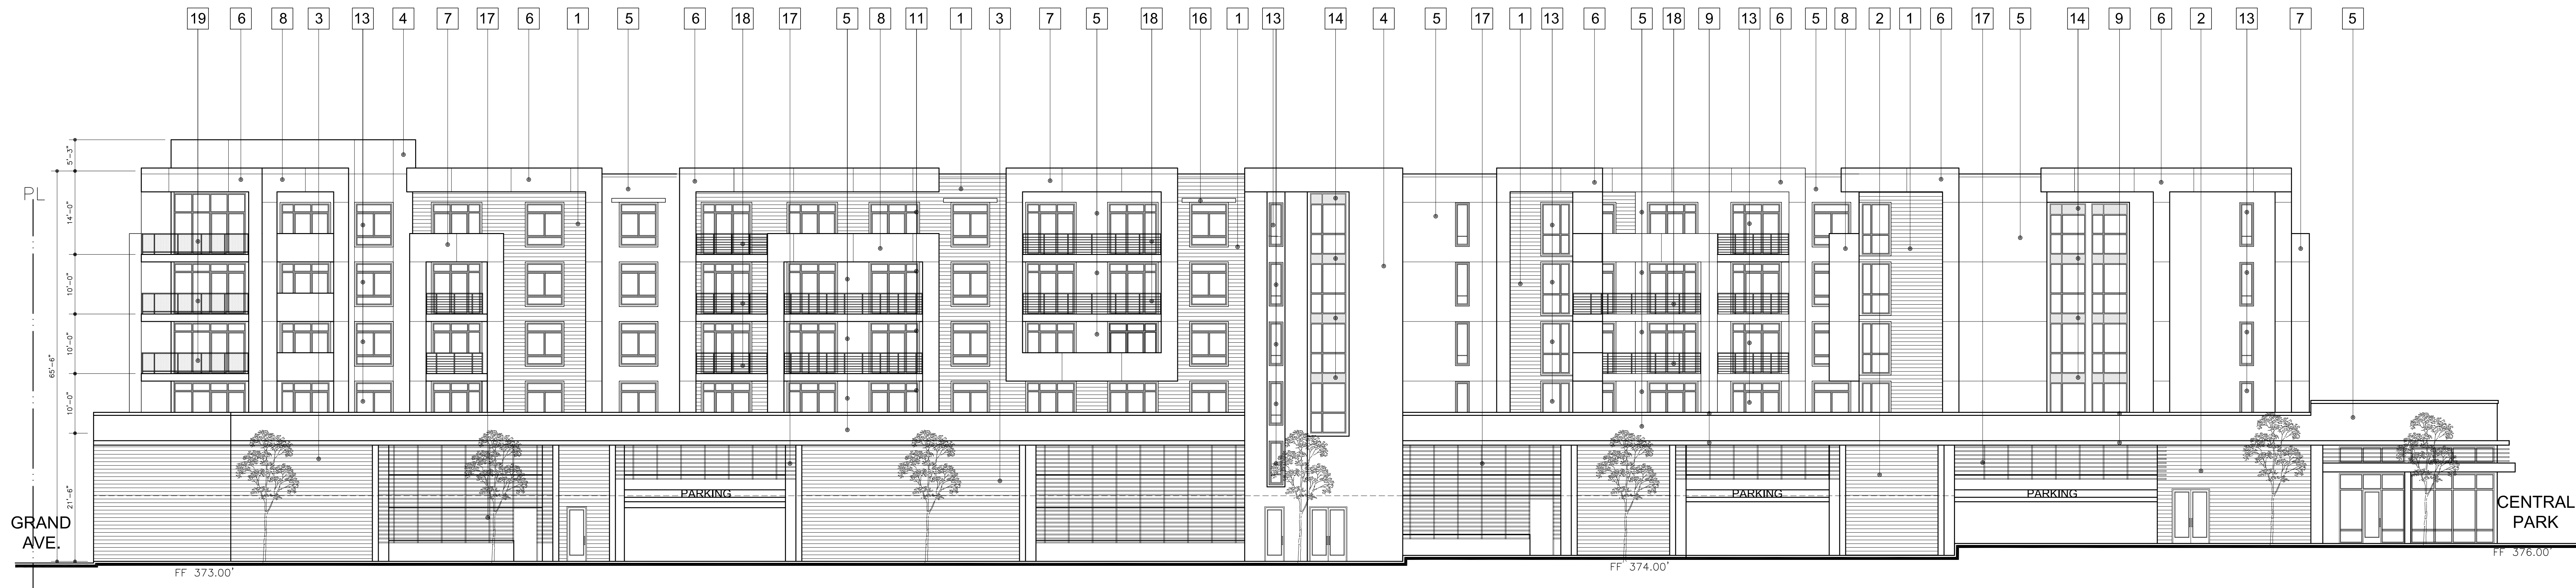 19 6 8 3 13 4 7 17 6 1 5 6 18 17 5 8 11 1 3 7 5 18 16 1 13 14 4 5 17 1 13 6 5 18 9 13 6 5 8 2 1 6 17 5 14 9 6 2 13 7 5
5'-3"
PL
14'-0"
10'-0"
65'-6"
10'-0"
10'-0"
21'-6"
PARKING
PARKING
PARKING
GRAND
AVE.
CENTRAL
PARK
FF 373.00'
FF 374.00'
FF 376.00'